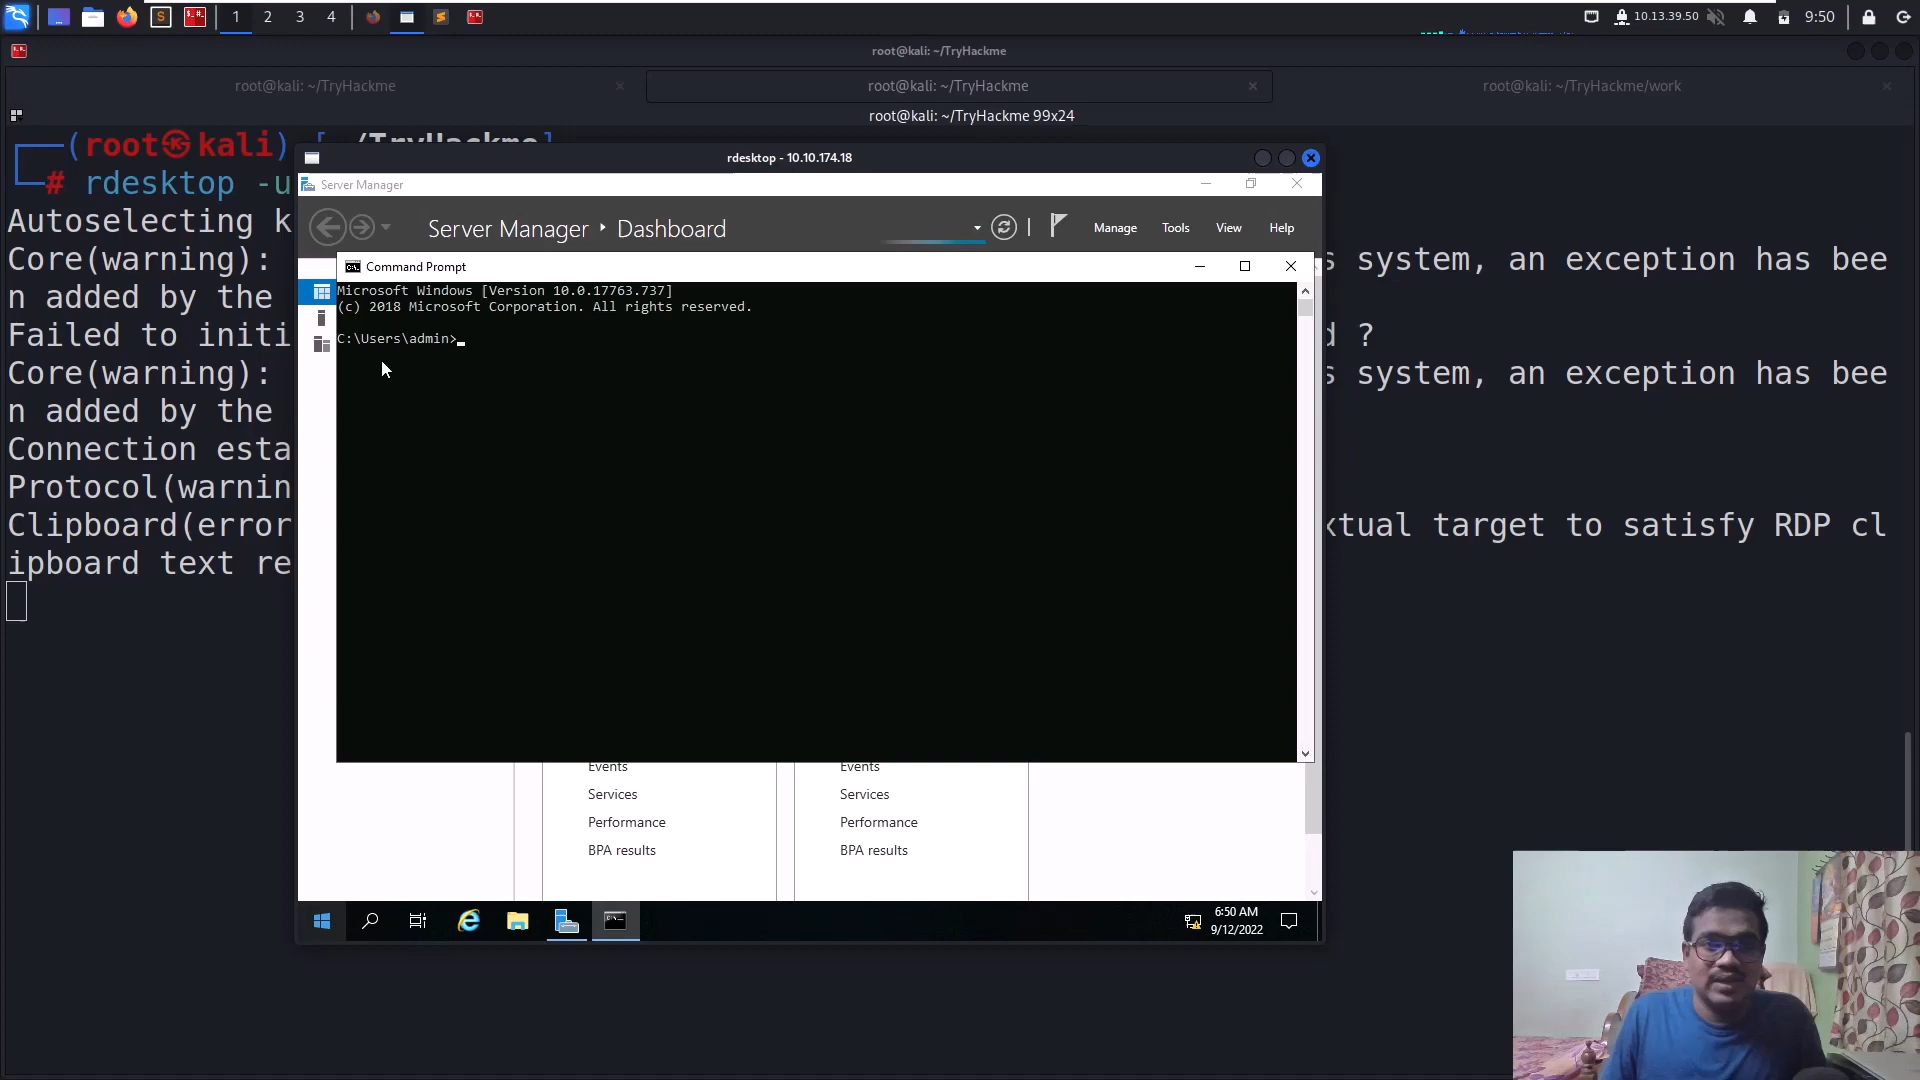 1 2 3 4
10.13.39.50
9:50
root@kali: ~/TryHackme
root@kali: ~/TryHackme
root@kali: ~/TryHackme
root@kali: ~/TryHackme/work
root@kali: ~/TryHackme 99x24
(root kali) [~/TryHackme]
# rdesktop -u
Autoselecting k
Core(warning): s system, an exception has bee
n added by the
Failed to initi d ?
Core(warning): s system, an exception has bee
n added by the
Connection esta
Protocol(warnin
Clipboard(error xtual target to satisfy RDP cl
ipboard text re
rdesktop - 10.10.174.18
Server Manager
Server Manager Dashboard
Manage Tools View Help
Command Prompt
Microsoft Windows [Version 10.0.17763.737]
(c) 2018 Microsoft Corporation. All rights reserved.
C:\Users\admin>
Events Events
Services Services
Performance Performance
BPA results BPA results
6:50 AM
9/12/2022